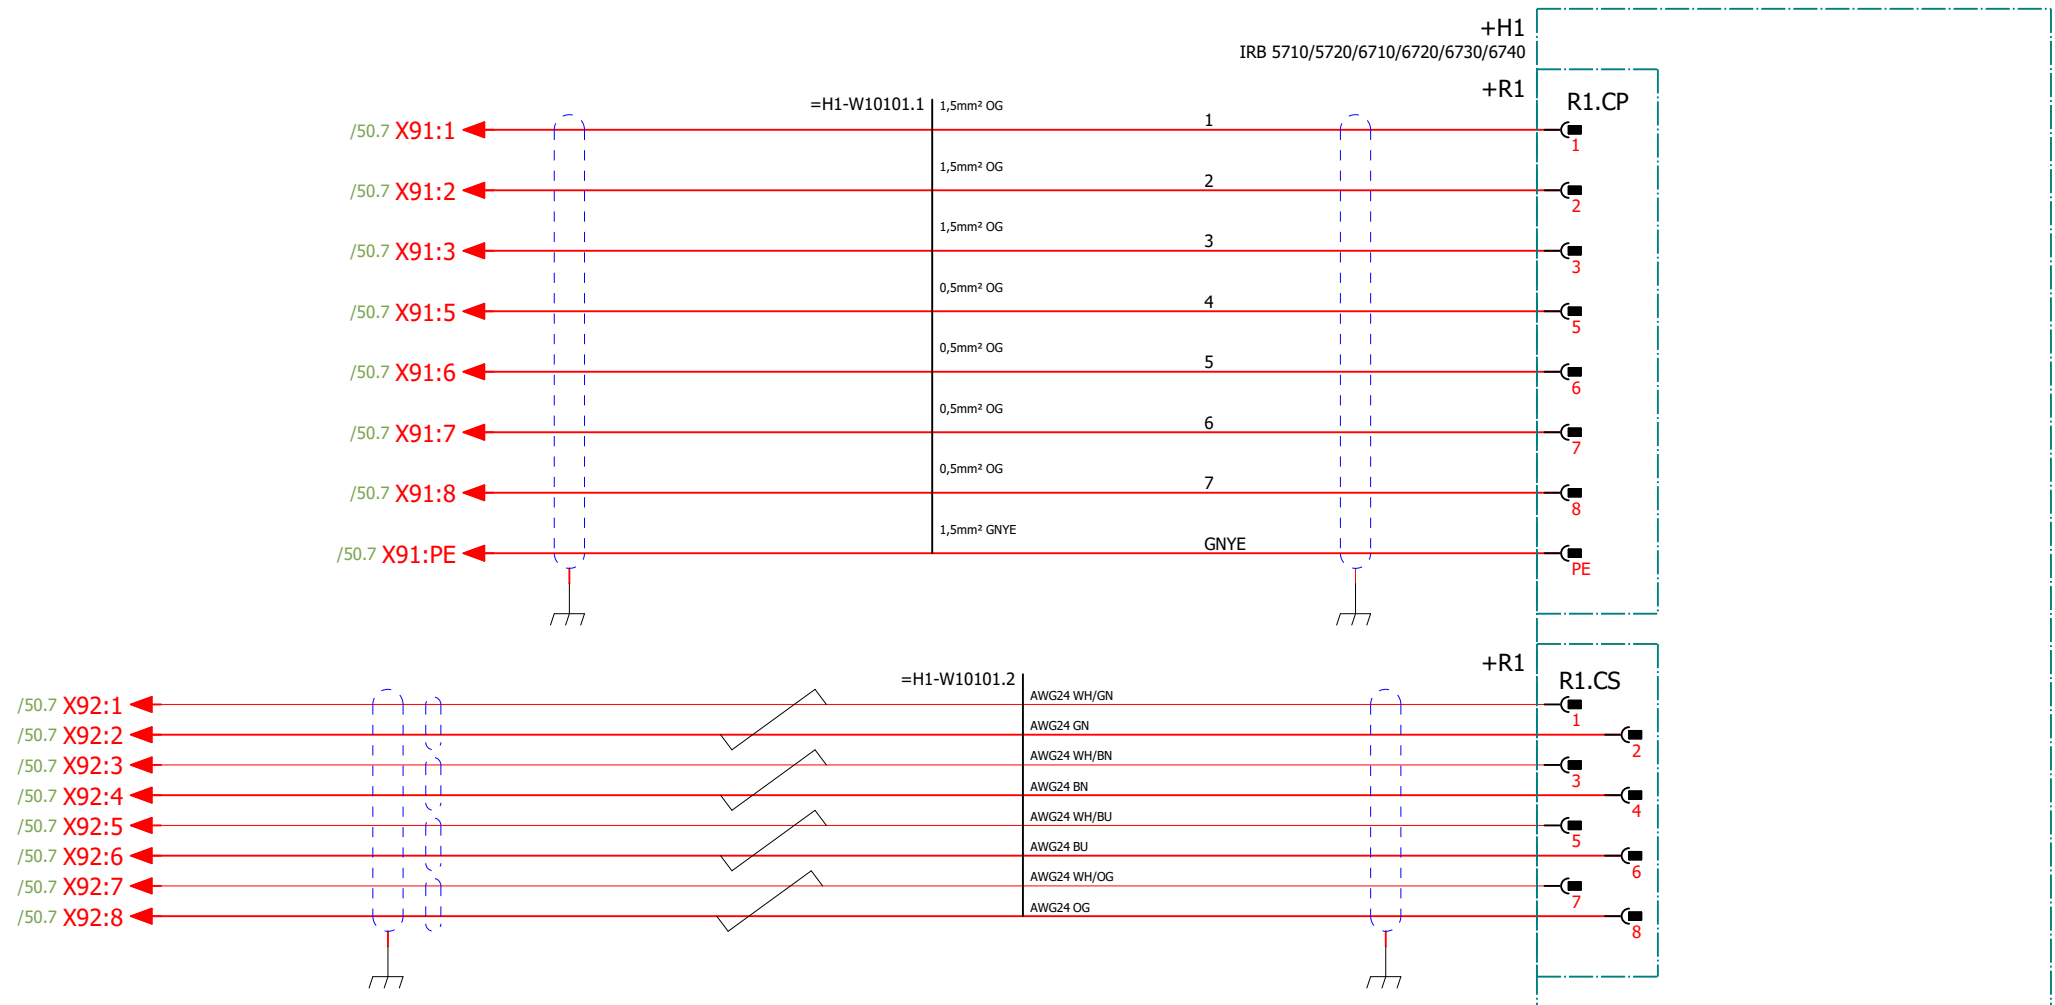 +H1
IRB 5710/5720/6710/6720/6730/6740
+R1
R1.CP
=H1-W10101.1
1,5mm² OG
/50.7 X91:1
1
1
1,5mm² OG
/50.7 X91:2
2
2
1,5mm² OG
/50.7 X91:3
3
3
0,5mm² OG
/50.7 X91:5
4
5
0,5mm² OG
/50.7 X91:6
5
6
0,5mm² OG
/50.7 X91:7
6
7
0,5mm² OG
/50.7 X91:8
7
8
1,5mm² GNYE
/50.7 X91:PE
GNYE
PE
+R1
R1.CS
=H1-W10101.2
/50.7 X92:1
AWG24 WH/GN
1
/50.7 X92:2
AWG24 GN
2
/50.7 X92:3
AWG24 WH/BN
3
/50.7 X92:4
AWG24 BN
4
/50.7 X92:5
AWG24 WH/BU
5
/50.7 X92:6
AWG24 BU
6
/50.7 X92:7
AWG24 WH/OG
7
/50.7 X92:8
AWG24 OG
8